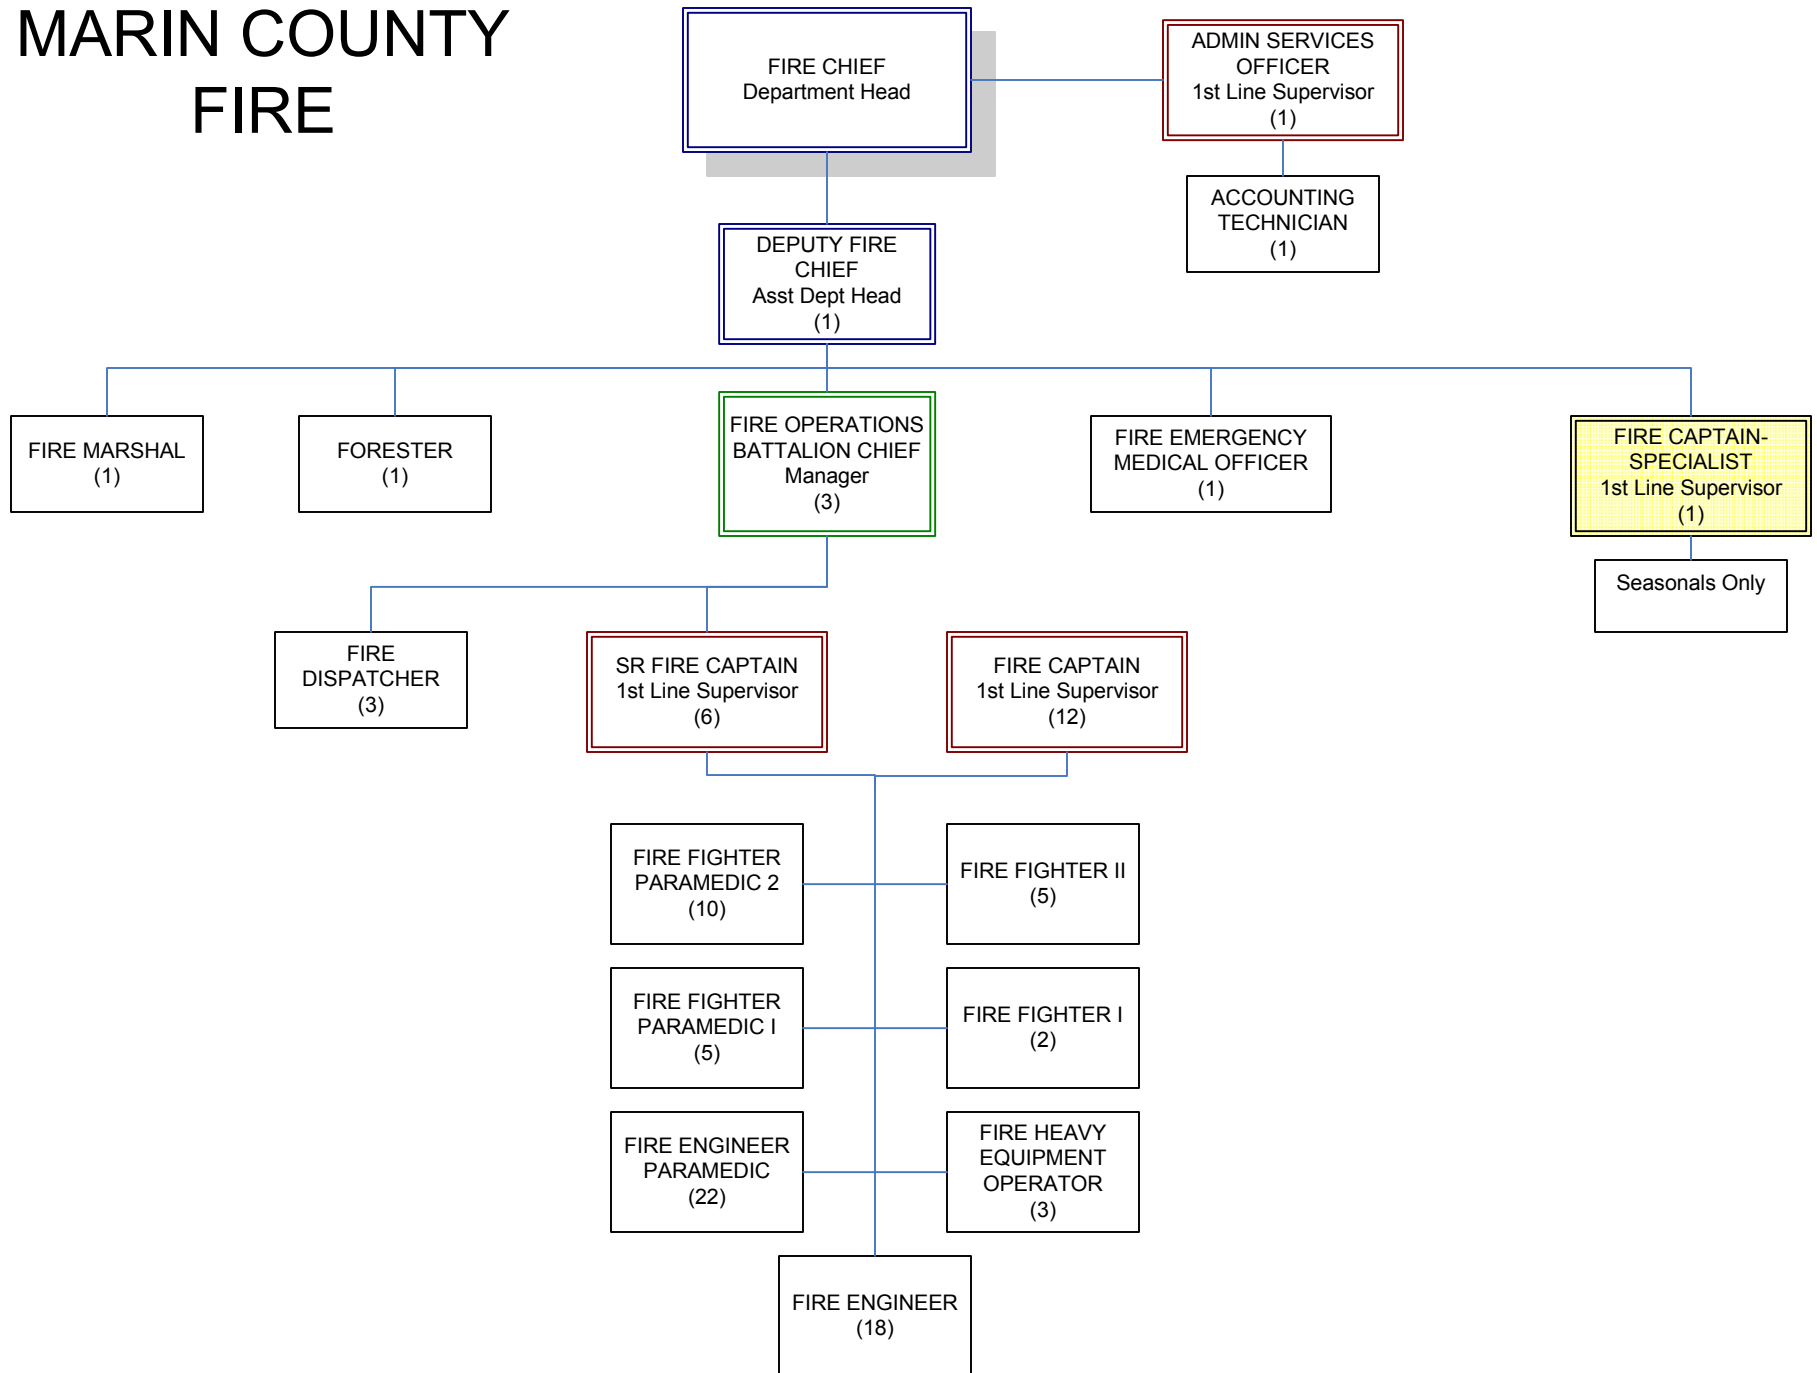 MARIN COUNTY
FIRE
FIRE CHIEF
Department Head
ADMIN SERVICES
OFFICER
1st Line Supervisor
(1)
ACCOUNTING
TECHNICIAN
(1)
DEPUTY FIRE
CHIEF
Asst Dept Head
(1)
FIRE MARSHAL
(1)
FORESTER
(1)
FIRE OPERATIONS
BATTALION CHIEF
Manager
(3)
FIRE EMERGENCY
MEDICAL OFFICER
(1)
FIRE CAPTAIN-
SPECIALIST
1st Line Supervisor
(1)
Seasonals Only
FIRE
DISPATCHER
(3)
SR FIRE CAPTAIN
1st Line Supervisor
(6)
FIRE CAPTAIN
1st Line Supervisor
(12)
FIRE FIGHTER
PARAMEDIC 2
(10)
FIRE FIGHTER II
(5)
FIRE FIGHTER
PARAMEDIC I
(5)
FIRE FIGHTER I
(2)
FIRE ENGINEER
PARAMEDIC
(22)
FIRE HEAVY
EQUIPMENT
OPERATOR
(3)
FIRE ENGINEER
(18)